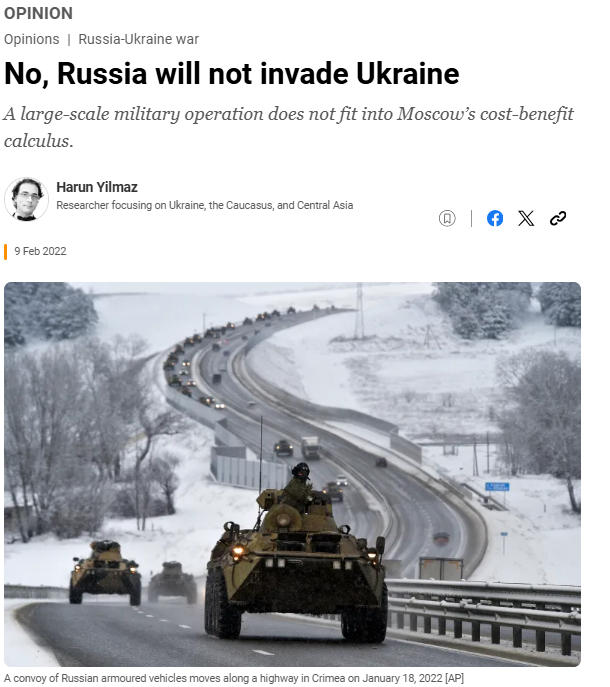 OPINION
Opinions | Russia-Ukraine war
No, Russia will not invade Ukraine
A large-scale military operation does not fit into Moscow’s cost-benefit
calculus.
Harun Yilmaz
Researcher focusing on Ukraine, the Caucasus, and Central Asia
9 Feb 2022
A convoy of Russian armoured vehicles moves along a highway in Crimea on January 18, 2022 [AP]